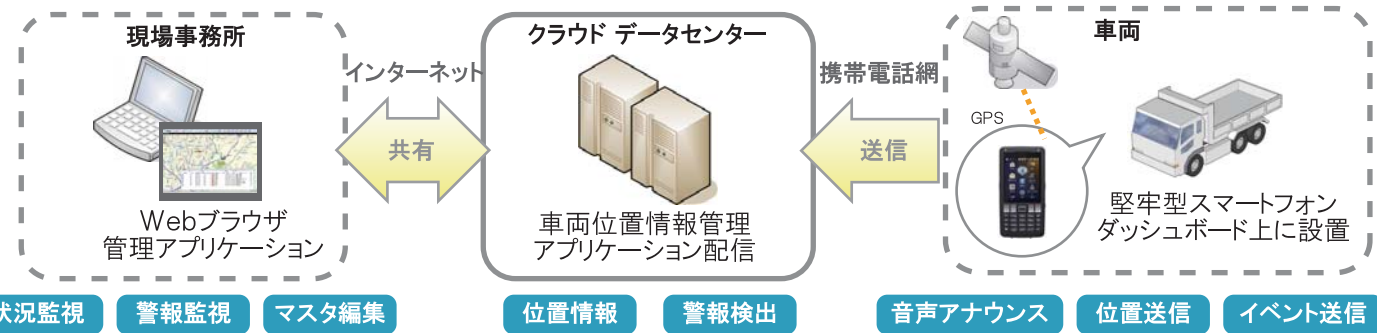 現場事務所
Webブラウザ
管理アプリケーション
インターネット
共有
クラウド データセンター
車両位置情報管理
アプリケーション配信
携帯電話網
送信
車両
GPS
堅牢型スマートフォン
ダッシュボード上に設置
状況監視
警報監視
マスタ編集
位置情報
警報検出
音声アナウンス
位置送信
イベント送信